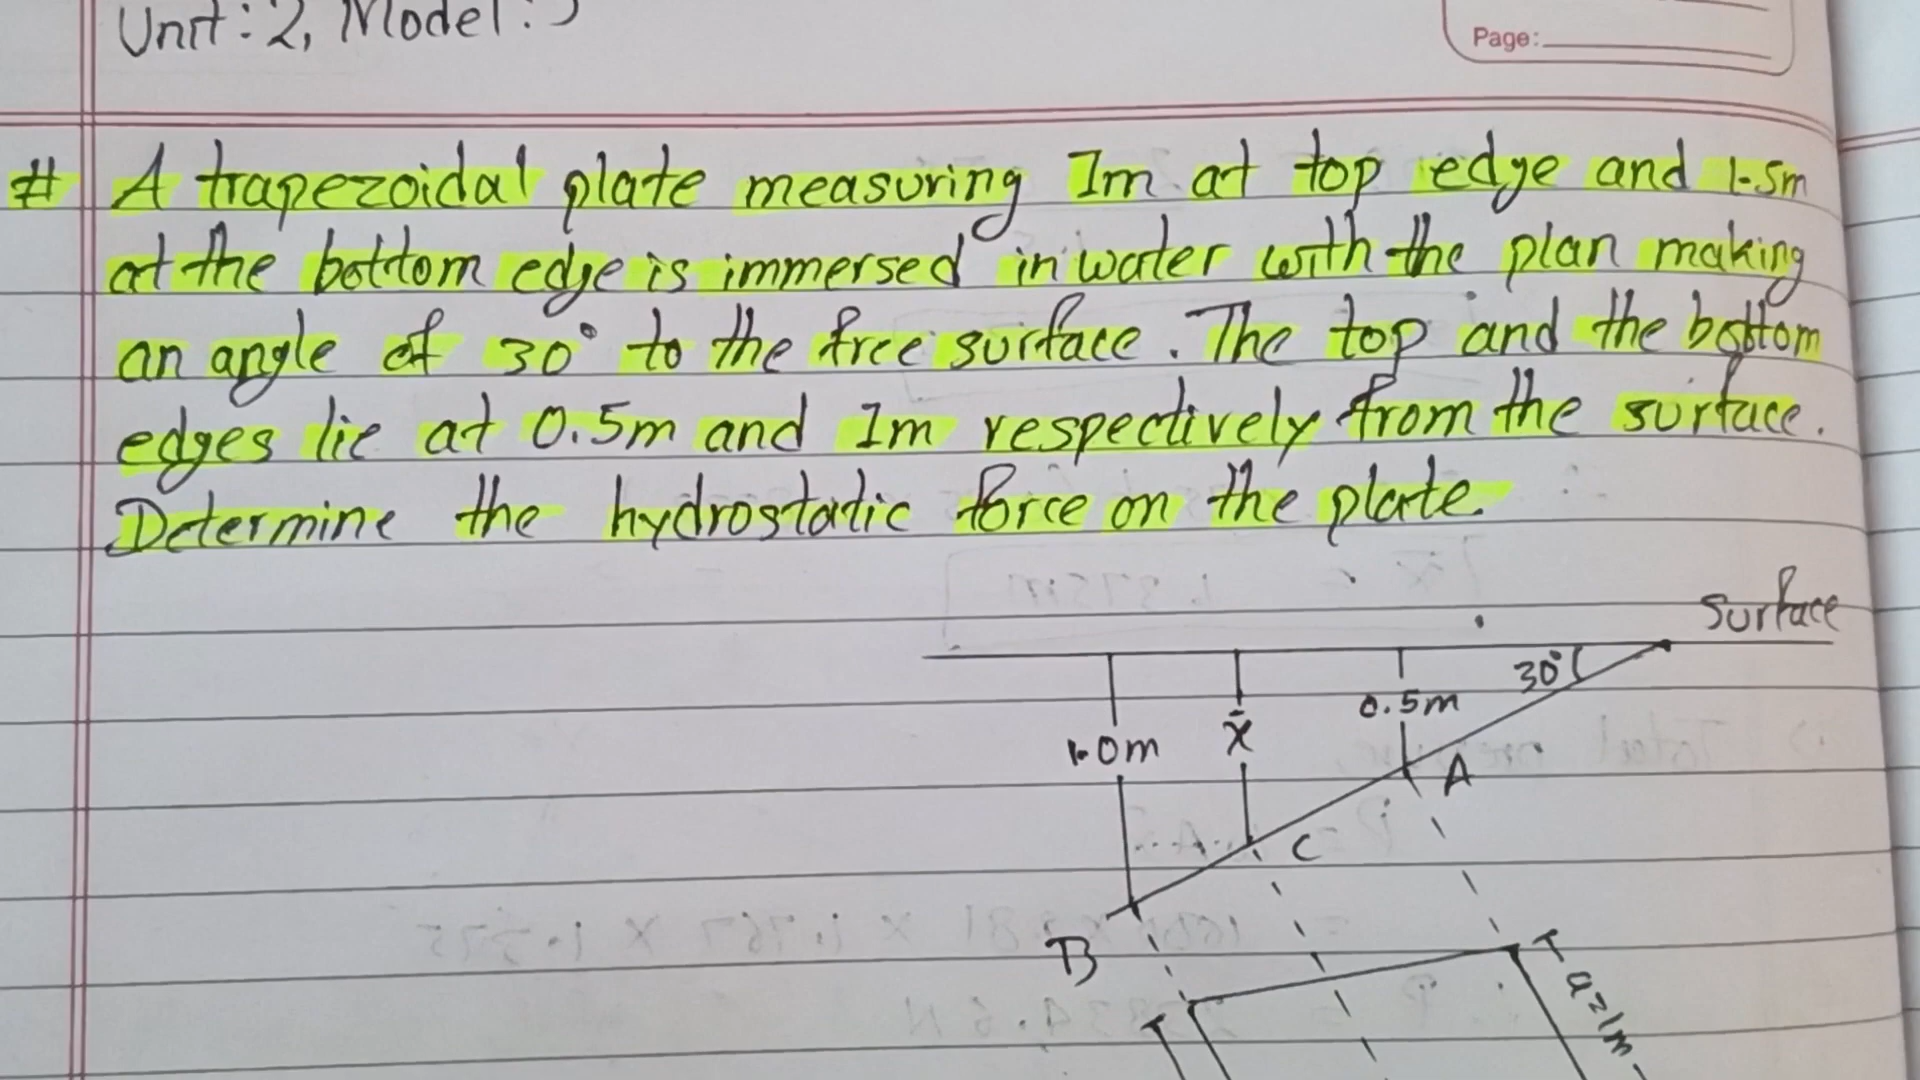 Unit: 2, Model:
Page:
# A trapezoidal plate measuring 1m at top edge and 1.5m
at the bottom edge is immersed in water with the plan making
an angle of 30° to the free surface. The top and the bottom
edges lie at 0.5m and 1m respectively from the surface.
Determine the hydrostatic force on the plate.
Surface
30°
0.5m
x̄
1.0m
A
C
B
a=1m